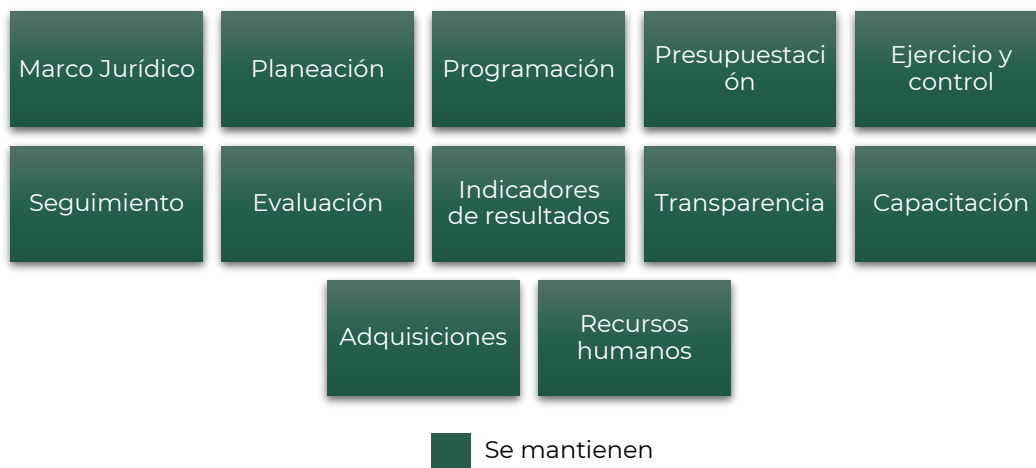 Marco Jurídico
Planeación
Programación
Presupuestaci
ón
Ejercicio y
control
Seguimiento
Evaluación
Indicadores
de resultados
Transparencia
Capacitación
Adquisiciones
Recursos
humanos
Se mantienen